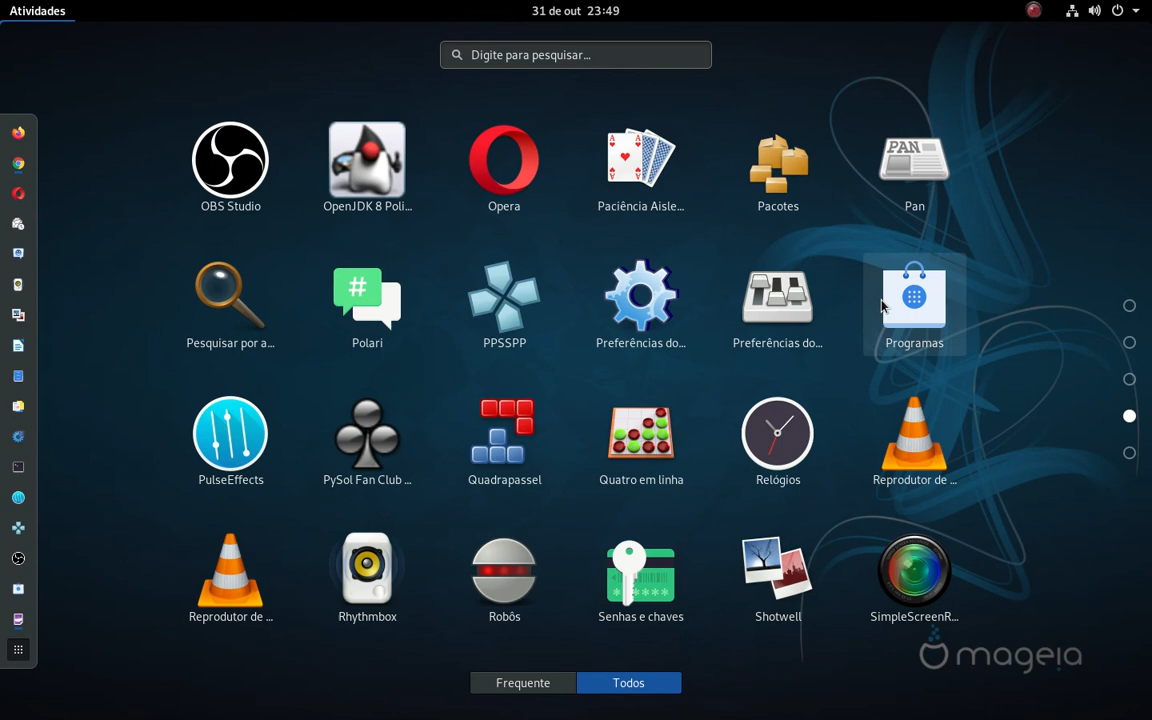 Atividades
31 de out 23:49
Digite para pesquisar...
OBS Studio
OpenJDK 8 Poli...
Opera
Paciência Aisle...
Pacotes
PAN
Pan
Pesquisar por a...
#
Polari
PPSSPP
Preferências do...
Preferências do...
Programas
PulseEffects
PySol Fan Club ...
Quadrapassel
Quatro em linha
Relógios
Reprodutor de ...
Reprodutor de ...
Rhythmbox
Robôs
Senhas e chaves
Shotwell
SimpleScreenR...
mageia
Frequente
Todos